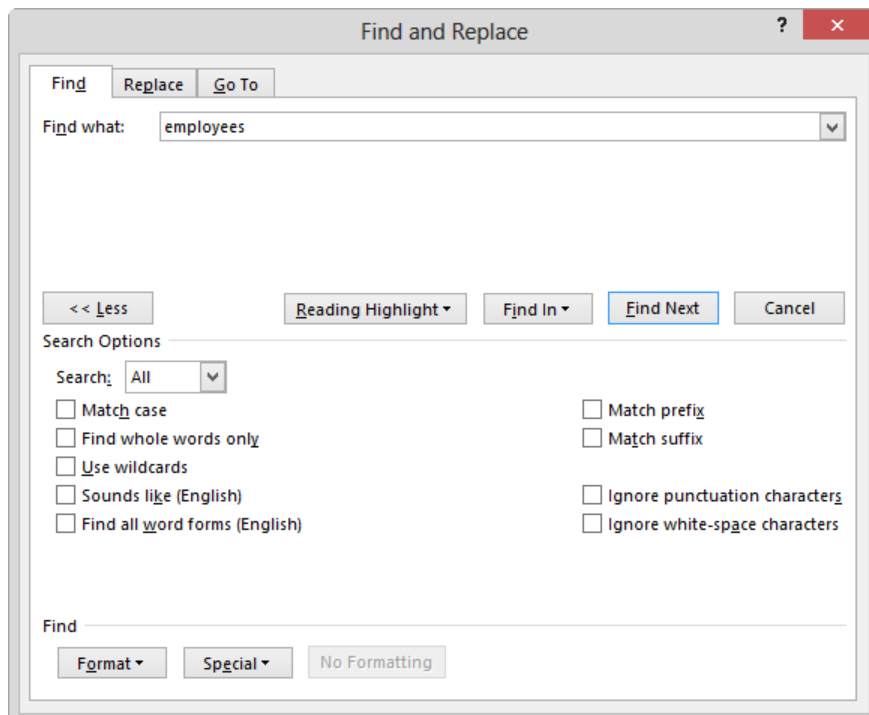 Find and Replace ?
Find Replace Go To
Find what: employees
<< Less Reading Highlight Find In Find Next Cancel
Search Options
Search: All
Match case Match prefix
Find whole words only Match suffix
Use wildcards
Sounds like (English) Ignore punctuation characters
Find all word forms (English) Ignore white-space characters
Find
Format Special No Formatting